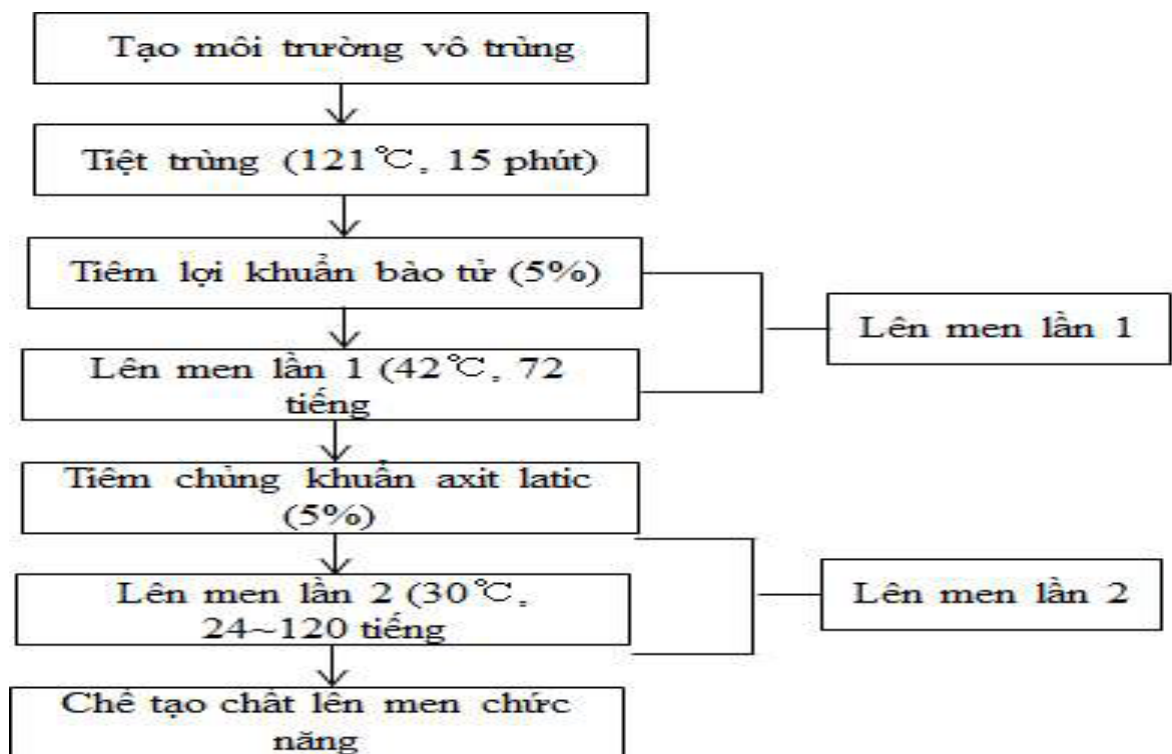 Tạo môi trường vô trùng
Tiệt trùng (121℃, 15 phút)
Tiêm lợi khuẩn bào tử (5%)
Lên men lần 1 (42℃, 72
tiếng
Lên men lần 1
Tiêm chủng khuẩn axit latic
(5%)
Lên men lần 2 (30℃,
24~120 tiếng
Lên men lần 2
Chế tạo chất lên men chức
năng